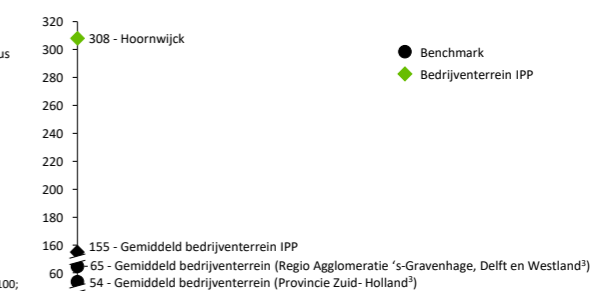 320
308 - Hoornwijck
300
us
Benchmark
280
Bedrijventerrein IPP
260
240
220
200
180
160
155 - Gemiddeld bedrijventerrein IPP
65 - Gemiddeld bedrijventerrein (Regio Agglomeratie ‘s-Gravenhage, Delft en Westland³)
60
54 - Gemiddeld bedrijventerrein (Provincie Zuid- Holland³)
100;